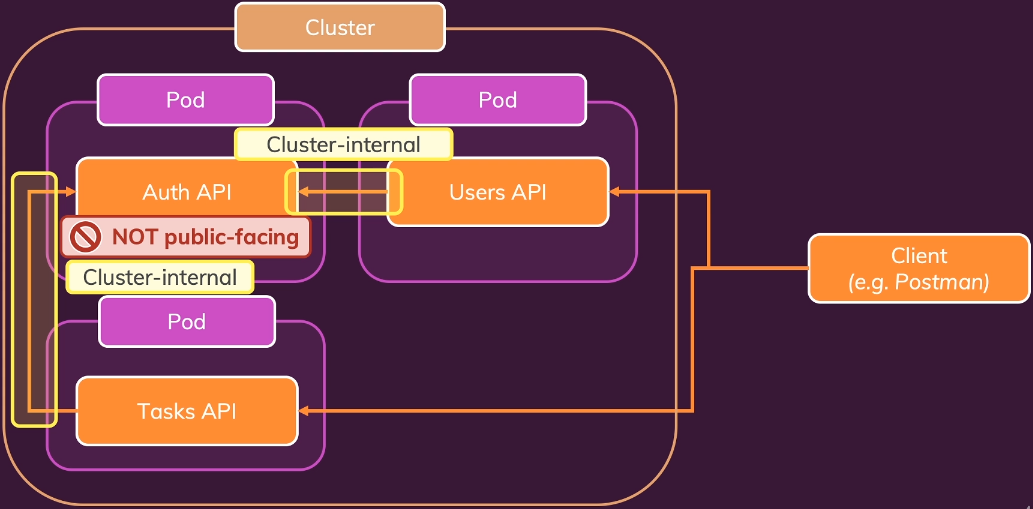 Cluster
Pod
Pod
Cluster-internal
Auth API
Users API
NOT public-facing
Client
(e.g. Postman)
Cluster-internal
Pod
Tasks API